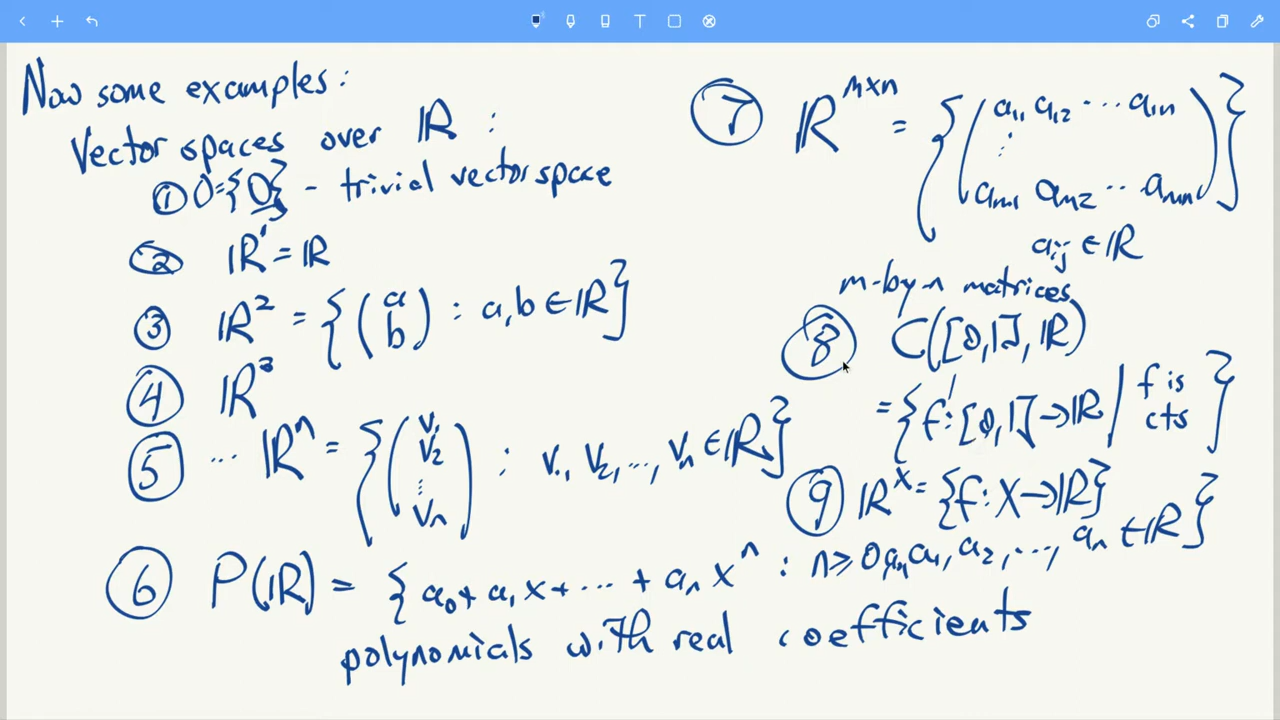 Now some examples:
Vector spaces over ℝ :
① 0={0} - trivial vector space
② ℝ¹ = ℝ
③ ℝ² = {(a b) : a,b ∈ ℝ}
④ ℝ³
⑤ ... ℝⁿ = {(v₁ v₂ ⋮ vₙ) : v₁, v₂, ..., vₙ ∈ ℝ}
⑥ P(ℝ) = {a₀ + a₁x + ... + aₙxⁿ : n ≥ 0, a₀, a₁, a₂, ..., aₙ ∈ ℝ}
polynomials with real coefficients
⑦ ℝᵐˣⁿ = {(a₁₁ a₁₂ ... a₁ₙ
⋮
aₘ₁ aₘ₂ ... aₘₙ)}
aᵢⱼ ∈ ℝ
m-by-n matrices
⑧ C([0,1], ℝ)
= {f: [0,1] → ℝ | f is cts}
⑨ ℝˣ = {f: X → ℝ}